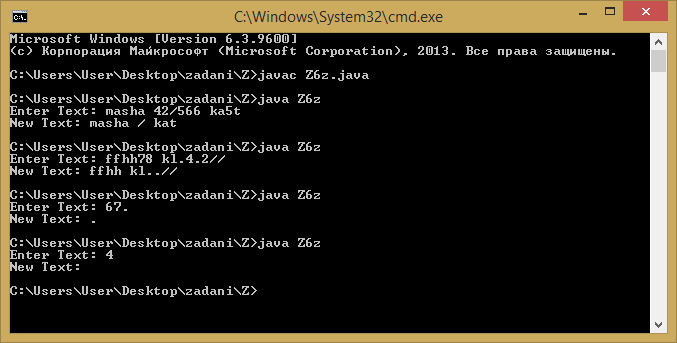 C:\Windows\System32\cmd.exe
Microsoft Windows [Version 6.3.9600]
(c) Корпорация Майкрософт (Microsoft Corporation), 2013. Все права защищены.
C:\Users\User\Desktop\zadani\Z>javac Z6z.java
C:\Users\User\Desktop\zadani\Z>java Z6z
Enter Text: masha 42/566 ka5t
New Text: masha / kat
C:\Users\User\Desktop\zadani\Z>java Z6z
Enter Text: ffhh78 kl.4.2//
New Text: ffhh kl..//
C:\Users\User\Desktop\zadani\Z>java Z6z
Enter Text: 67.
New Text: .
C:\Users\User\Desktop\zadani\Z>java Z6z
Enter Text: 4
New Text:
C:\Users\User\Desktop\zadani\Z>